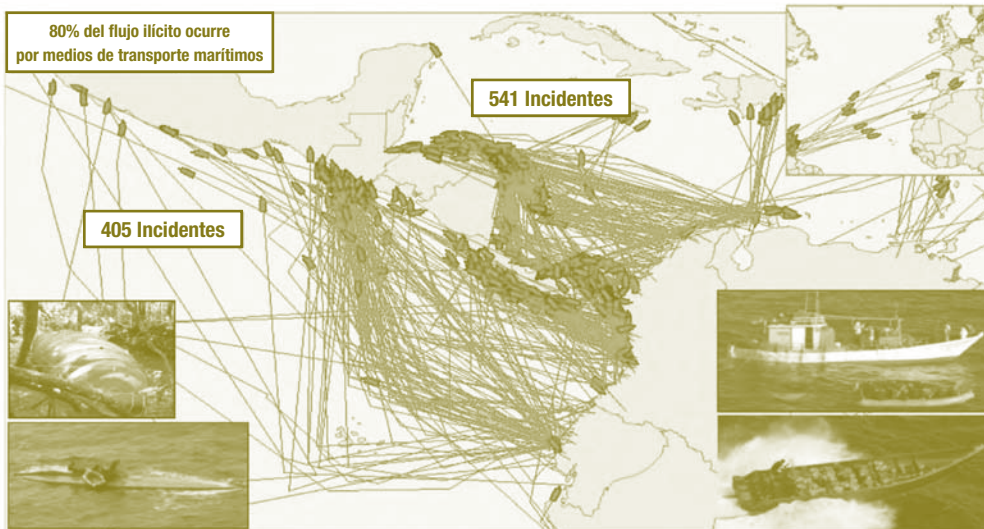 80% del flujo ilícito ocurre
por medios de transporte marítimos
541 Incidentes
405 Incidentes